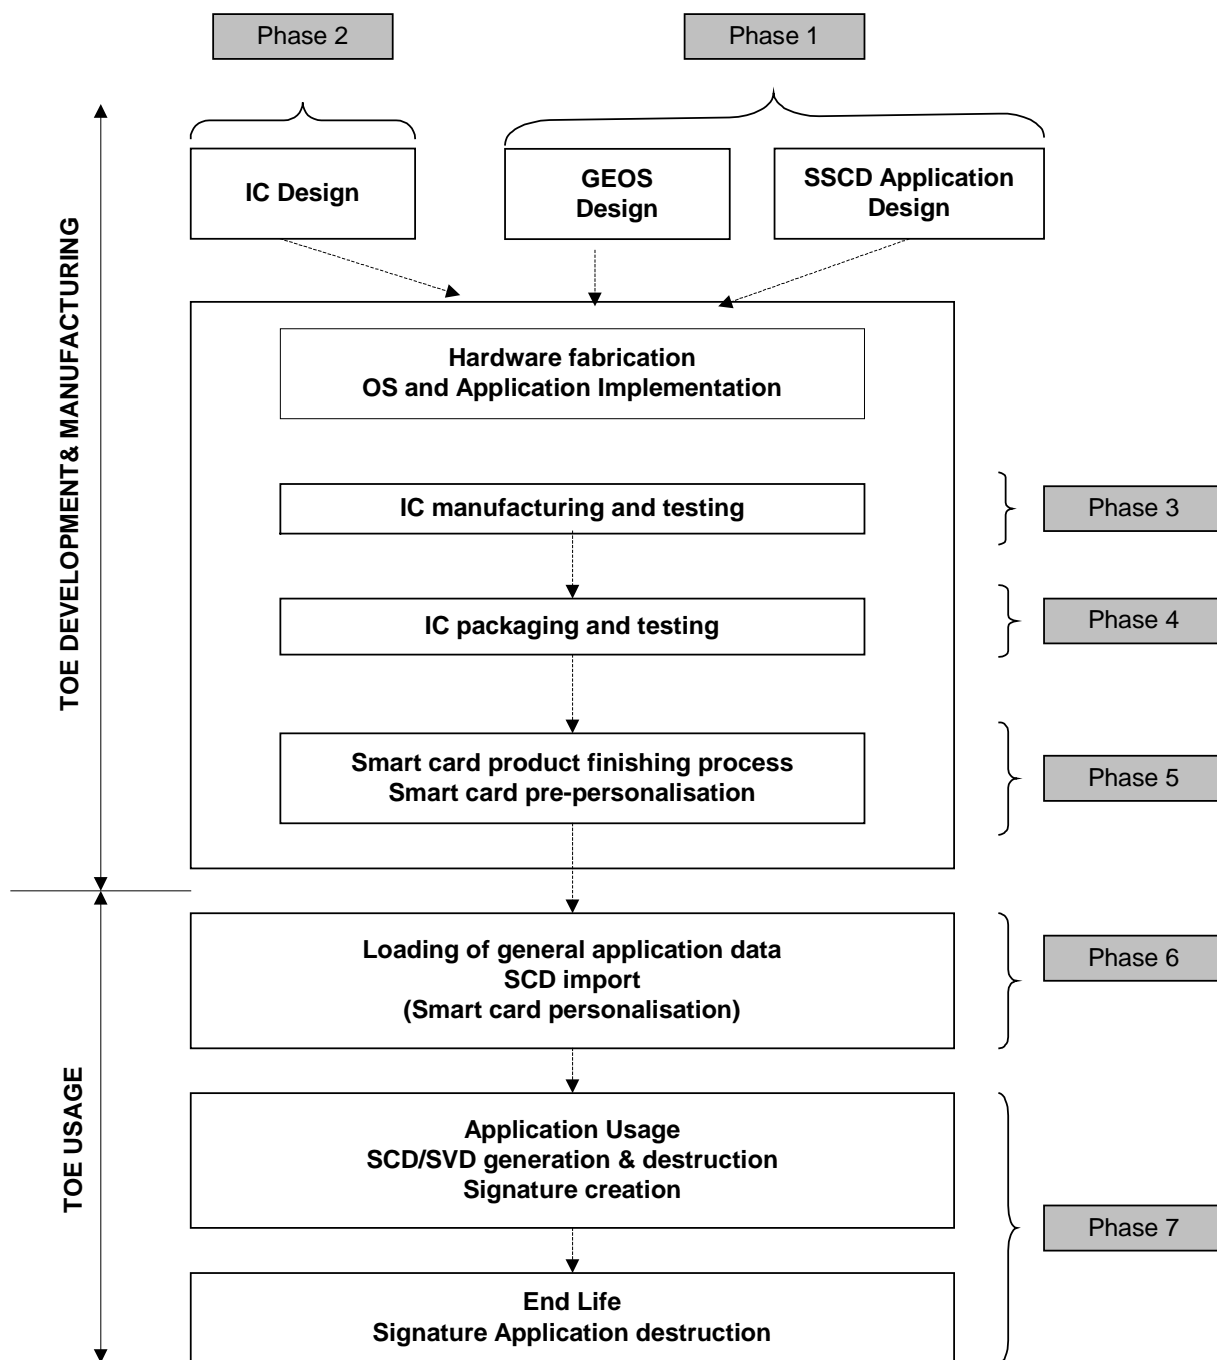 Phase 2
Phase 1
IC Design
GEOS
Design
SSCD Application
Design
TOE DEVELOPMENT& MANUFACTURING
Hardware fabrication
OS and Application Implementation
IC manufacturing and testing
Phase 3
IC packaging and testing
Phase 4
Smart card product finishing process
Smart card pre-personalisation
Phase 5
TOE USAGE
Loading of general application data
SCD import
(Smart card personalisation)
Phase 6
Application Usage
SCD/SVD generation & destruction
Signature creation
Phase 7
End Life
Signature Application destruction